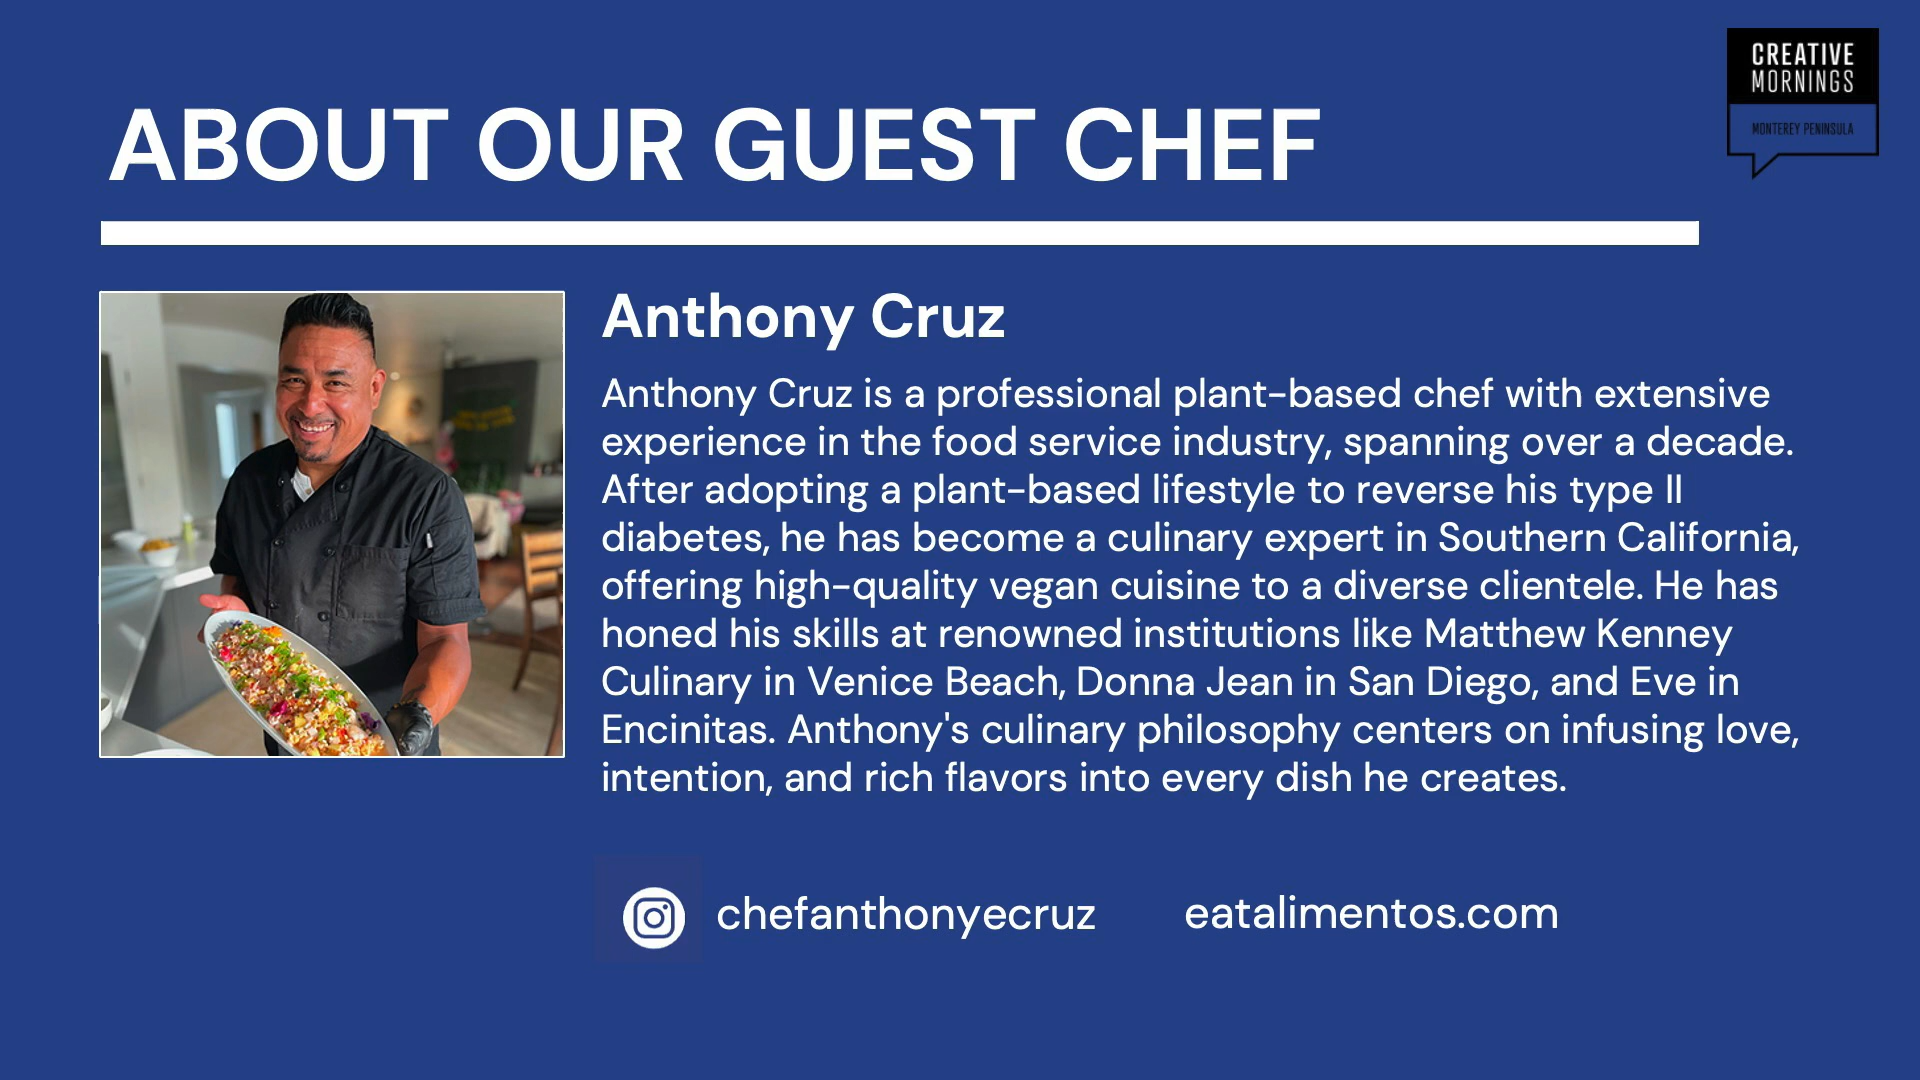 CREATIVE
MORNINGS
MONTEREY PENINSULA
ABOUT OUR GUEST CHEF
Anthony Cruz
Anthony Cruz is a professional plant-based chef with extensive
experience in the food service industry, spanning over a decade.
After adopting a plant-based lifestyle to reverse his type II
diabetes, he has become a culinary expert in Southern California,
offering high-quality vegan cuisine to a diverse clientele. He has
honed his skills at renowned institutions like Matthew Kenney
Culinary in Venice Beach, Donna Jean in San Diego, and Eve in
Encinitas. Anthony's culinary philosophy centers on infusing love,
intention, and rich flavors into every dish he creates.
chefanthonyecruz
eatalimentos.com